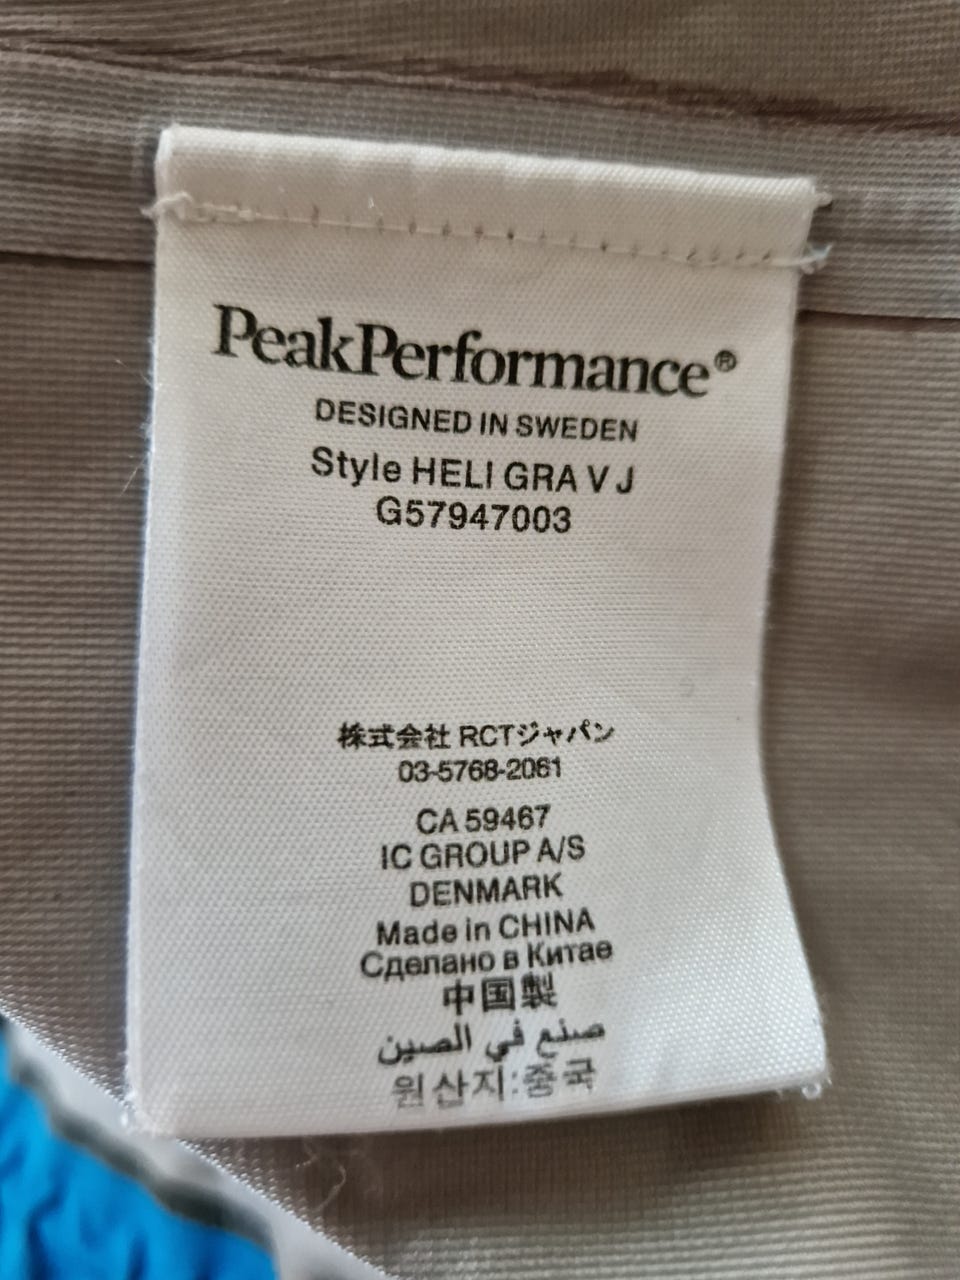 PeakPerformance®
DESIGNED IN SWEDEN
Style HELI GRA V J
G57947003
株式会社 RCTジャパン
03-5768-2061
CA 59467
IC GROUP A/S
DENMARK
Made in CHINA
Сделано в Китае
中国製
صنع في الصين
원산지:중국